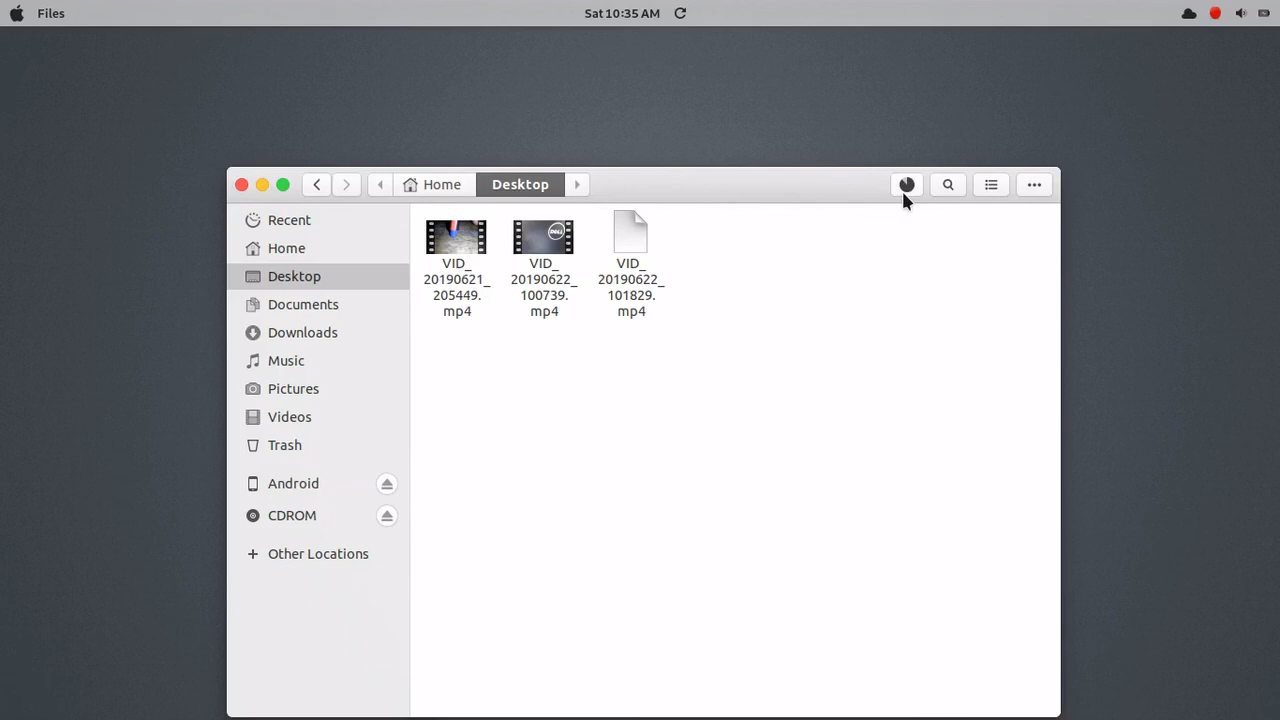 Files
Sat 10:35 AM
Home
Desktop
Recent
Home
Desktop
Documents
Downloads
Music
Pictures
Videos
Trash
Android
CDROM
Other Locations
DELL
VID_
20190621_
205449.
mp4
VID_
20190622_
100739.
mp4
VID_
20190622_
101829.
mp4